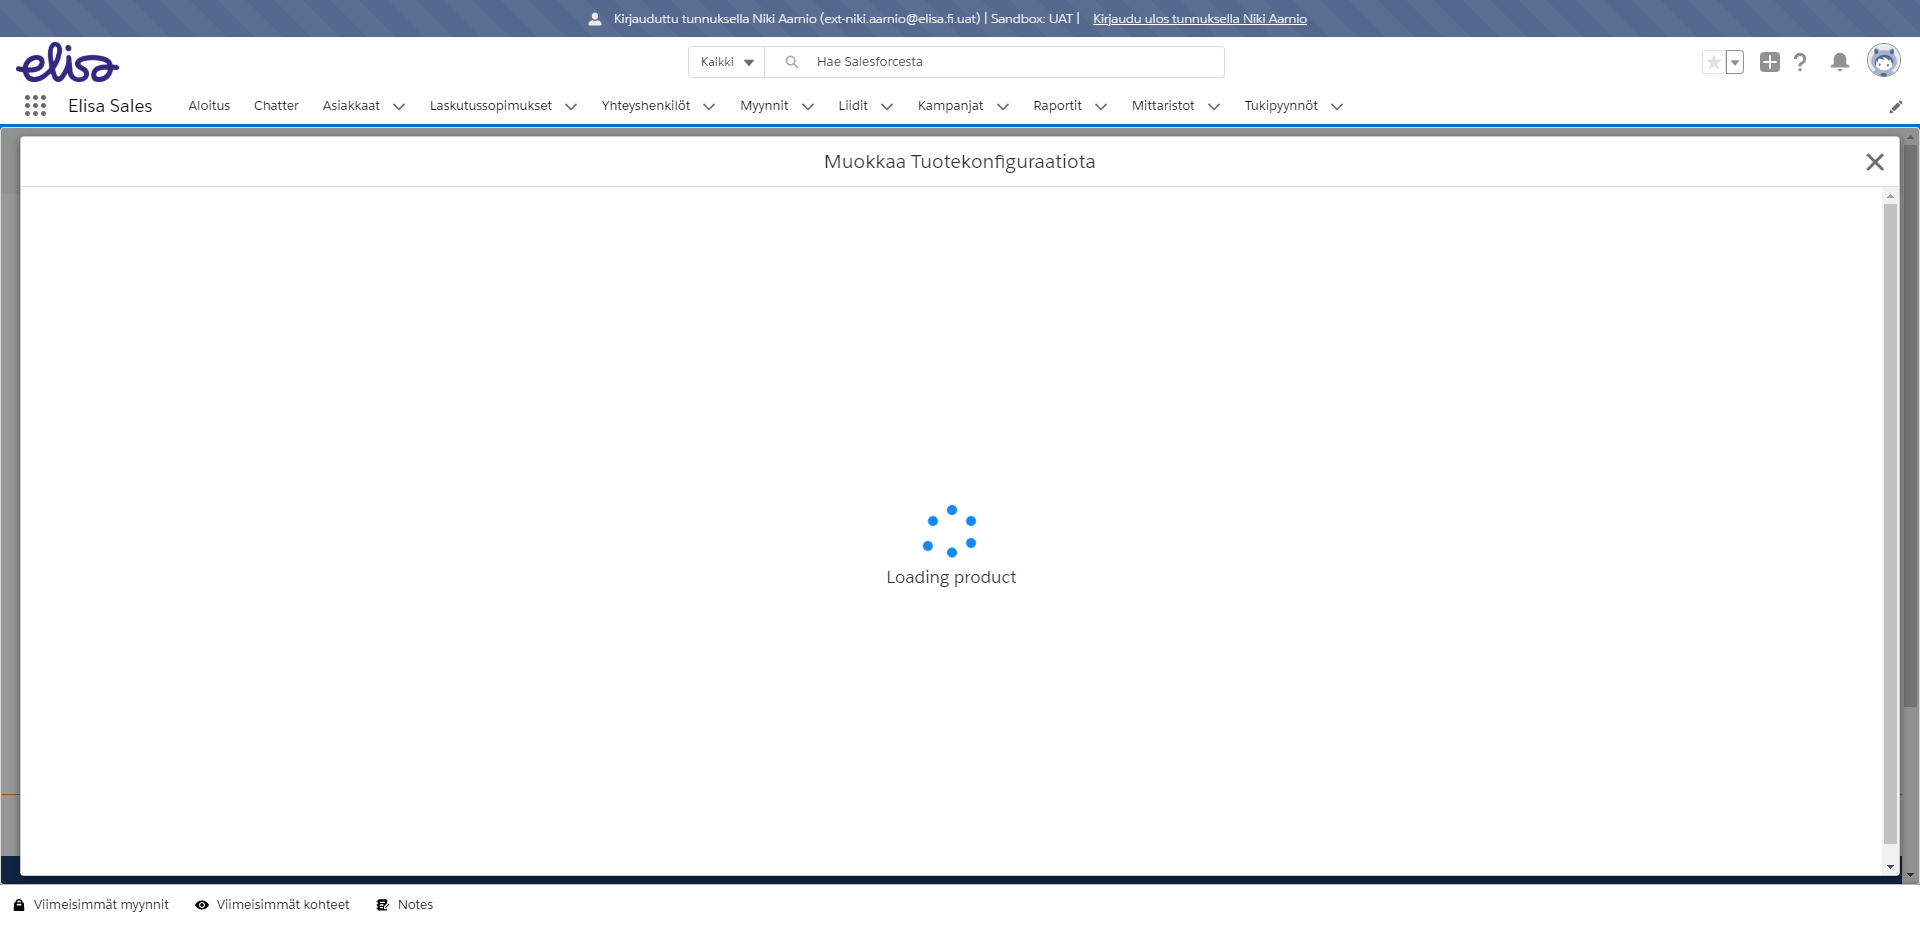 Kirjauduttu tunnuksella Niki Aarnio (ext-niki.aarnio@elisa.fi.uat) | Sandbox: UAT | Kirjaudu ulos tunnuksella Niki Aarnio
elisa
Kaikki Hae Salesforcesta
Elisa Sales Aloitus Chatter Asiakkaat Laskutussopimukset Yhteyshenkilöt Myynnit Liidit Kampanjat Raportit Mittaristot Tukipyynnöt
Muokkaa Tuotekonfiguraatiota
Loading product
Viimeisimmät myynnit Viimeisimmät kohteet Notes